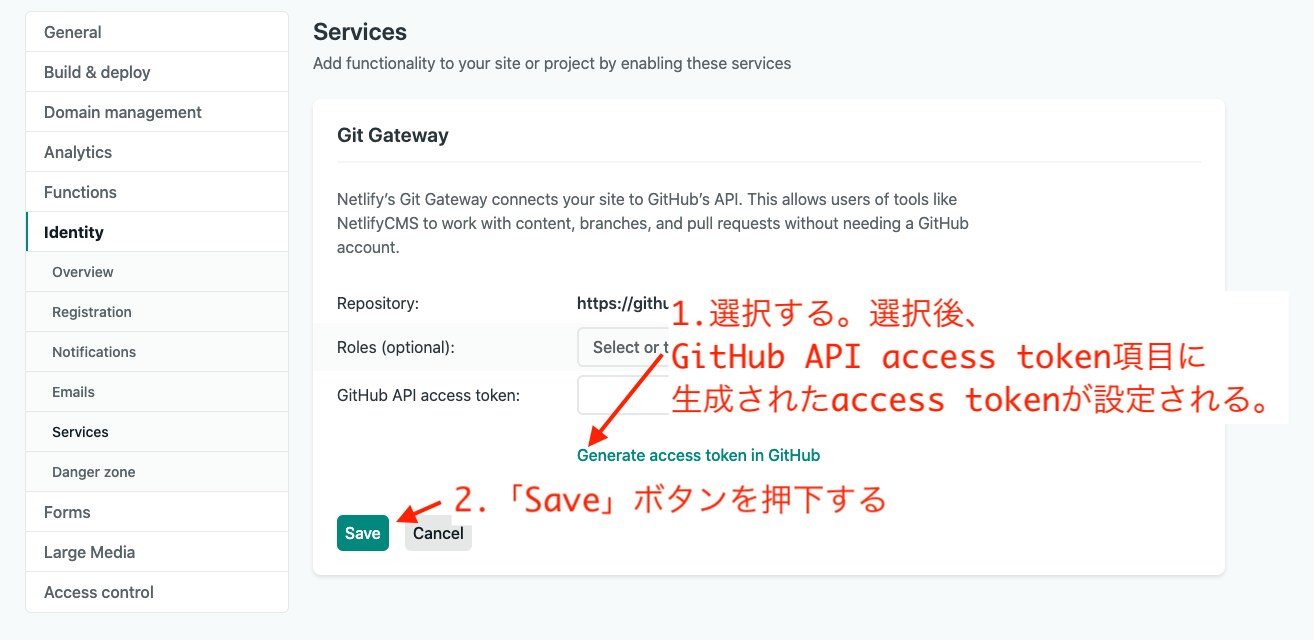 General
Build & deploy
Domain management
Analytics
Functions
Identity
Overview
Registration
Notifications
Emails
Services
Danger zone
Forms
Large Media
Access control
Services
Add functionality to your site or project by enabling these services
Git Gateway
Netlify's Git Gateway connects your site to GitHub's API. This allows users of tools like
NetlifyCMS to work with content, branches, and pull requests without needing a GitHub
account.
Repository:
https://githu
Roles (optional):
Select or t
GitHub API access token:
1.選択する。選択後、
GitHub API access token項目に
生成されたaccess tokenが設定される。
Generate access token in GitHub
2.「Save」ボタンを押下する
Save
Cancel